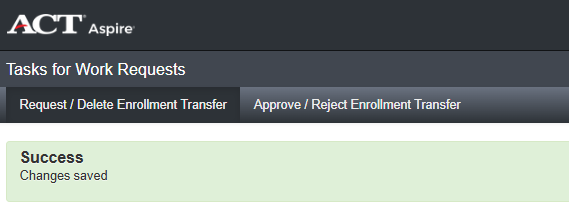 ACT Aspire
Tasks for Work Requests
Request / Delete Enrollment Transfer Approve / Reject Enrollment Transfer
Success
Changes saved